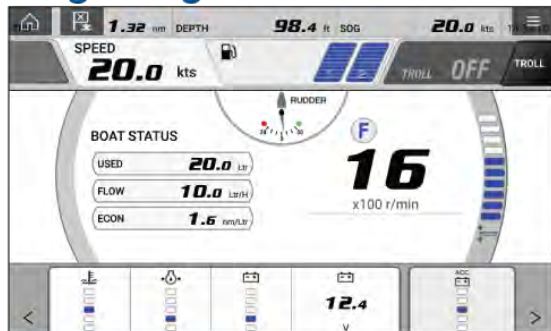 1.32 nm DEPTH 98.4 ft SOG 20.0 kts
SPEED
20.0 kts
TROLL OFF
TROLL
RUDDER
BOAT STATUS
USED 20.0 Ltr
FLOW 10.0 Ltr/H
ECON 1.6 nm/Ltr
F
16
x100 r/min
ACC
12.4
V